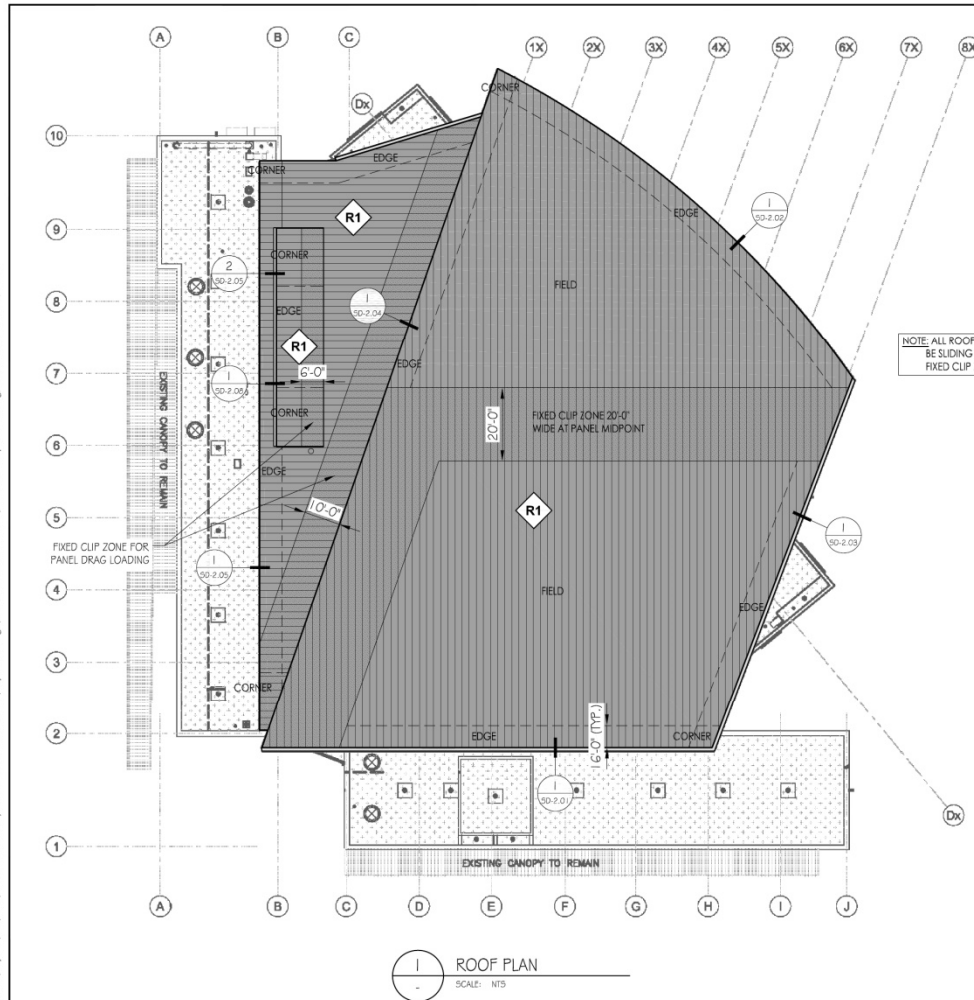 A
B
C
1X
2X
3X
4X
5X
6X
7X
8X
Dx
10
9
8
7
6
5
4
3
2
1
CORNER
EDGE
CORNER
R1
CORNER
EDGE
R1
6'-0"
CORNER
EDGE
CORNER
2
SD-2.05
1
SD-2.04
1
SD-2.02
EDGE
FIELD
EDGE
NOTE: ALL ROOF
BE SLIDING
FIXED CLIP
EXISTING CANOPY TO REMAIN
20'-0"
FIXED CLIP ZONE 20'-0"
WIDE AT PANEL MIDPOINT
10'-0"
R1
FIXED CLIP ZONE FOR
PANEL DRAG LOADING
1
SD-2.05
1
SD-2.03
FIELD
EDGE
EDGE
16'-0" (TYP.)
CORNER
1
SD-2.01
Dx
EXISTING CANOPY TO REMAIN
A
B
C
D
E
F
G
H
I
J
1
-
ROOF PLAN
SCALE: NTS